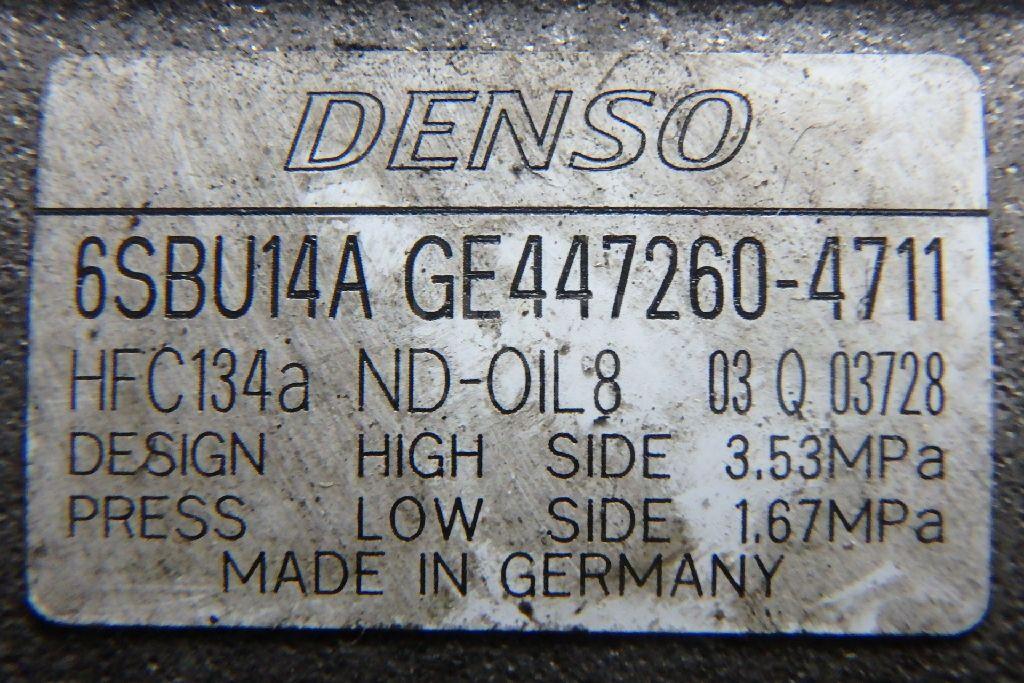 DENSO
6SBU14A GE447260-4711
HFC134a ND-OIL8 03 Q 03728
DESIGN HIGH SIDE 3.53MPa
PRESS LOW SIDE 1.67MPa
MADE IN GERMANY